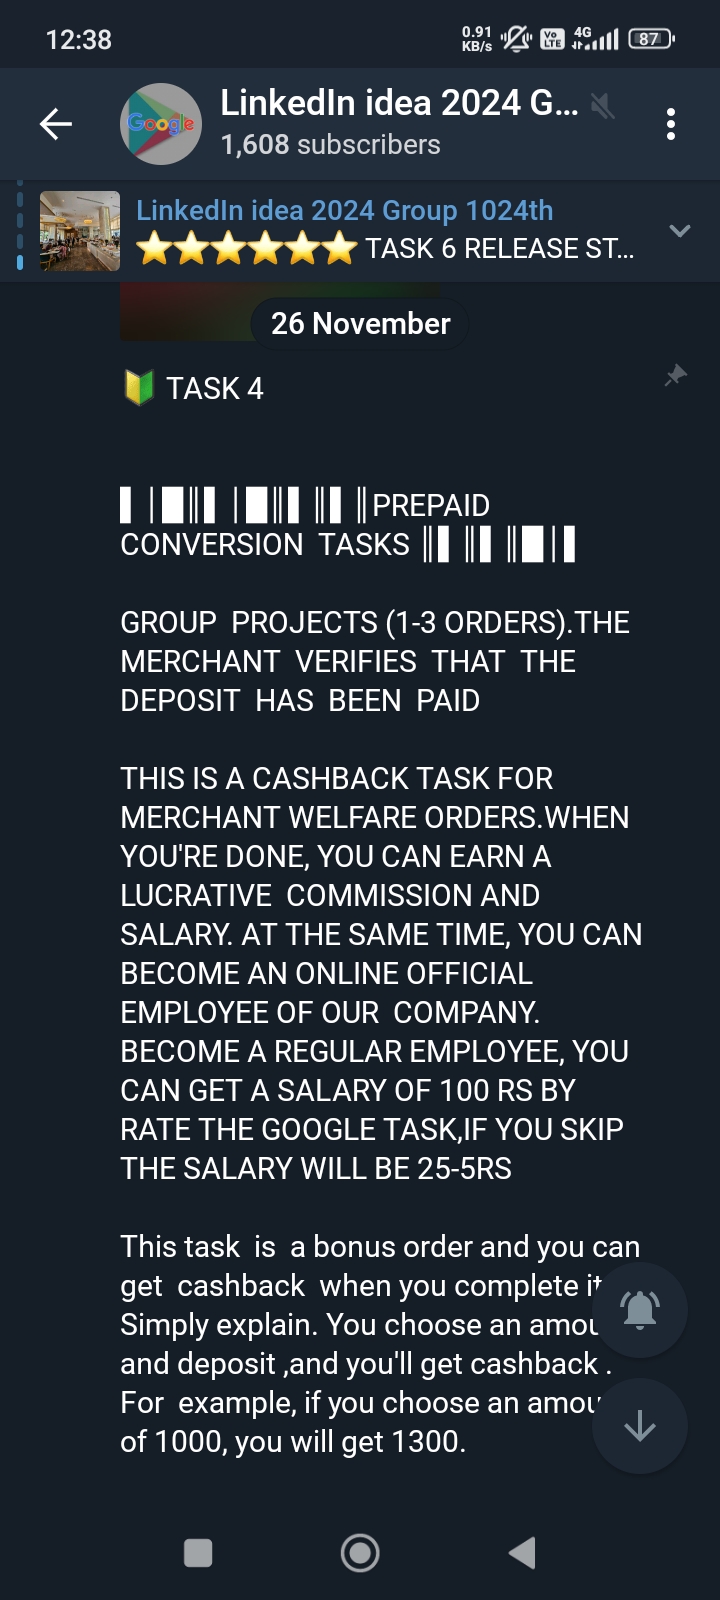 12:38
0.91
KB/s
Vo
LTE
4G
87
Google
LinkedIn idea 2024 G...
1,608 subscribers
LinkedIn idea 2024 Group 1024th
⭐⭐⭐⭐⭐⭐ TASK 6 RELEASE ST...
26 November
🔰 TASK 4
▌│█║▌│█║▌║▌║PREPAID
CONVERSION TASKS ║▌║▌║█│▌
GROUP PROJECTS (1-3 ORDERS).THE
MERCHANT VERIFIES THAT THE
DEPOSIT HAS BEEN PAID
THIS IS A CASHBACK TASK FOR
MERCHANT WELFARE ORDERS.WHEN
YOU'RE DONE, YOU CAN EARN A
LUCRATIVE COMMISSION AND
SALARY. AT THE SAME TIME, YOU CAN
BECOME AN ONLINE OFFICIAL
EMPLOYEE OF OUR COMPANY.
BECOME A REGULAR EMPLOYEE, YOU
CAN GET A SALARY OF 100 RS BY
RATE THE GOOGLE TASK,IF YOU SKIP
THE SALARY WILL BE 25-5RS
This task is a bonus order and you can
get cashback when you complete it
Simply explain. You choose an amou
and deposit ,and you'll get cashback .
For example, if you choose an amou
of 1000, you will get 1300.